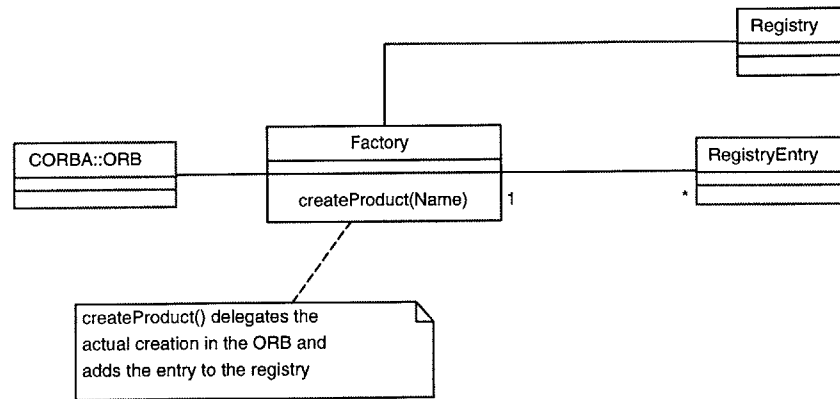 Registry
Factory
CORBA::ORB
RegistryEntry
createProduct(Name)
1
*
createProduct() delegates the
actual creation in the ORB and
adds the entry to the registry